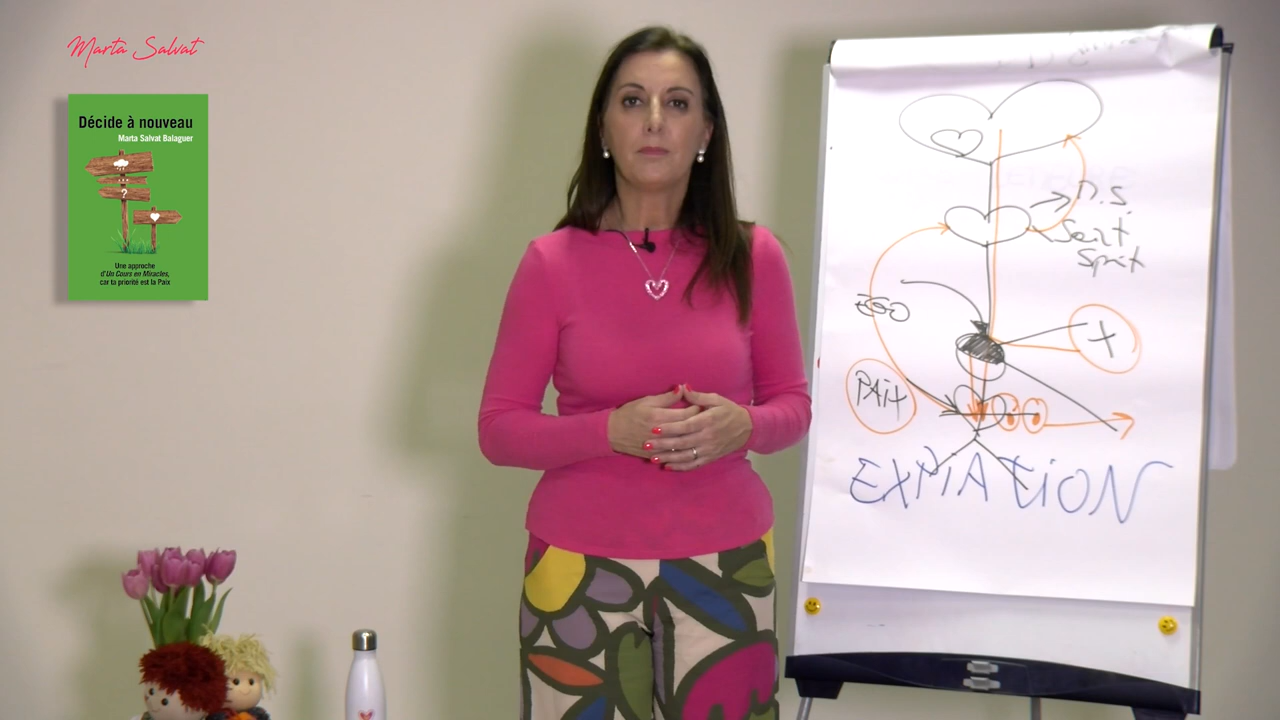 Marta Salvat
Décide à nouveau
Marta Salvat Balaguer
?
Une approche
d'Un Cours en Miracles,
car ta priorité est la Paix
D.S
Saint
Sprit
EGO
+
PAIX
EXPIATION